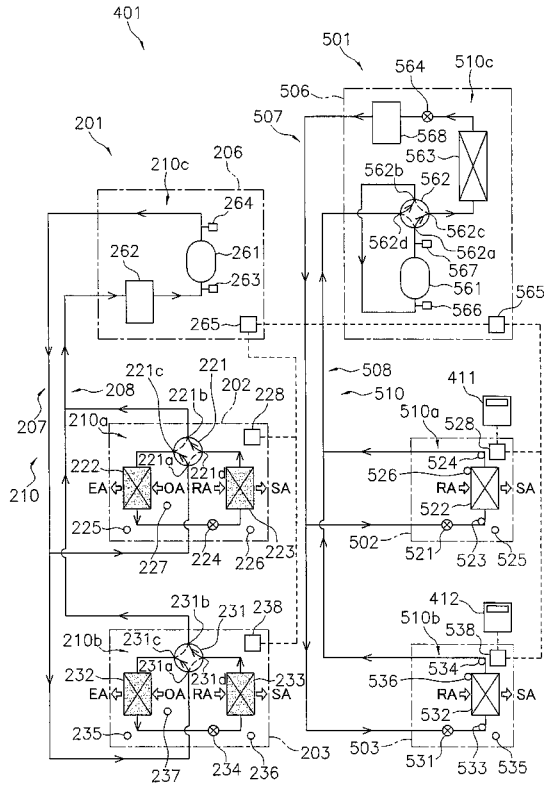 401
501
510c
506
564
507
568
563
201
206
210c
562b
562
264
562d
562c
562a
262
261
567
561
263
566
265
565
508
510
411
221c
221
202
221b
228
510a
528
524
207
208
210a
221a
221d
526
210
222
EA
OA
RA
SA
RA
SA
522
225
227
224
226
223
521
502
523
525
412
231b
231
238
510b
538
534
210b
231c
231a
231d
536
232
233
EA
OA
RA
SA
RA
SA
532
235
237
234
236
203
503
531
533
535